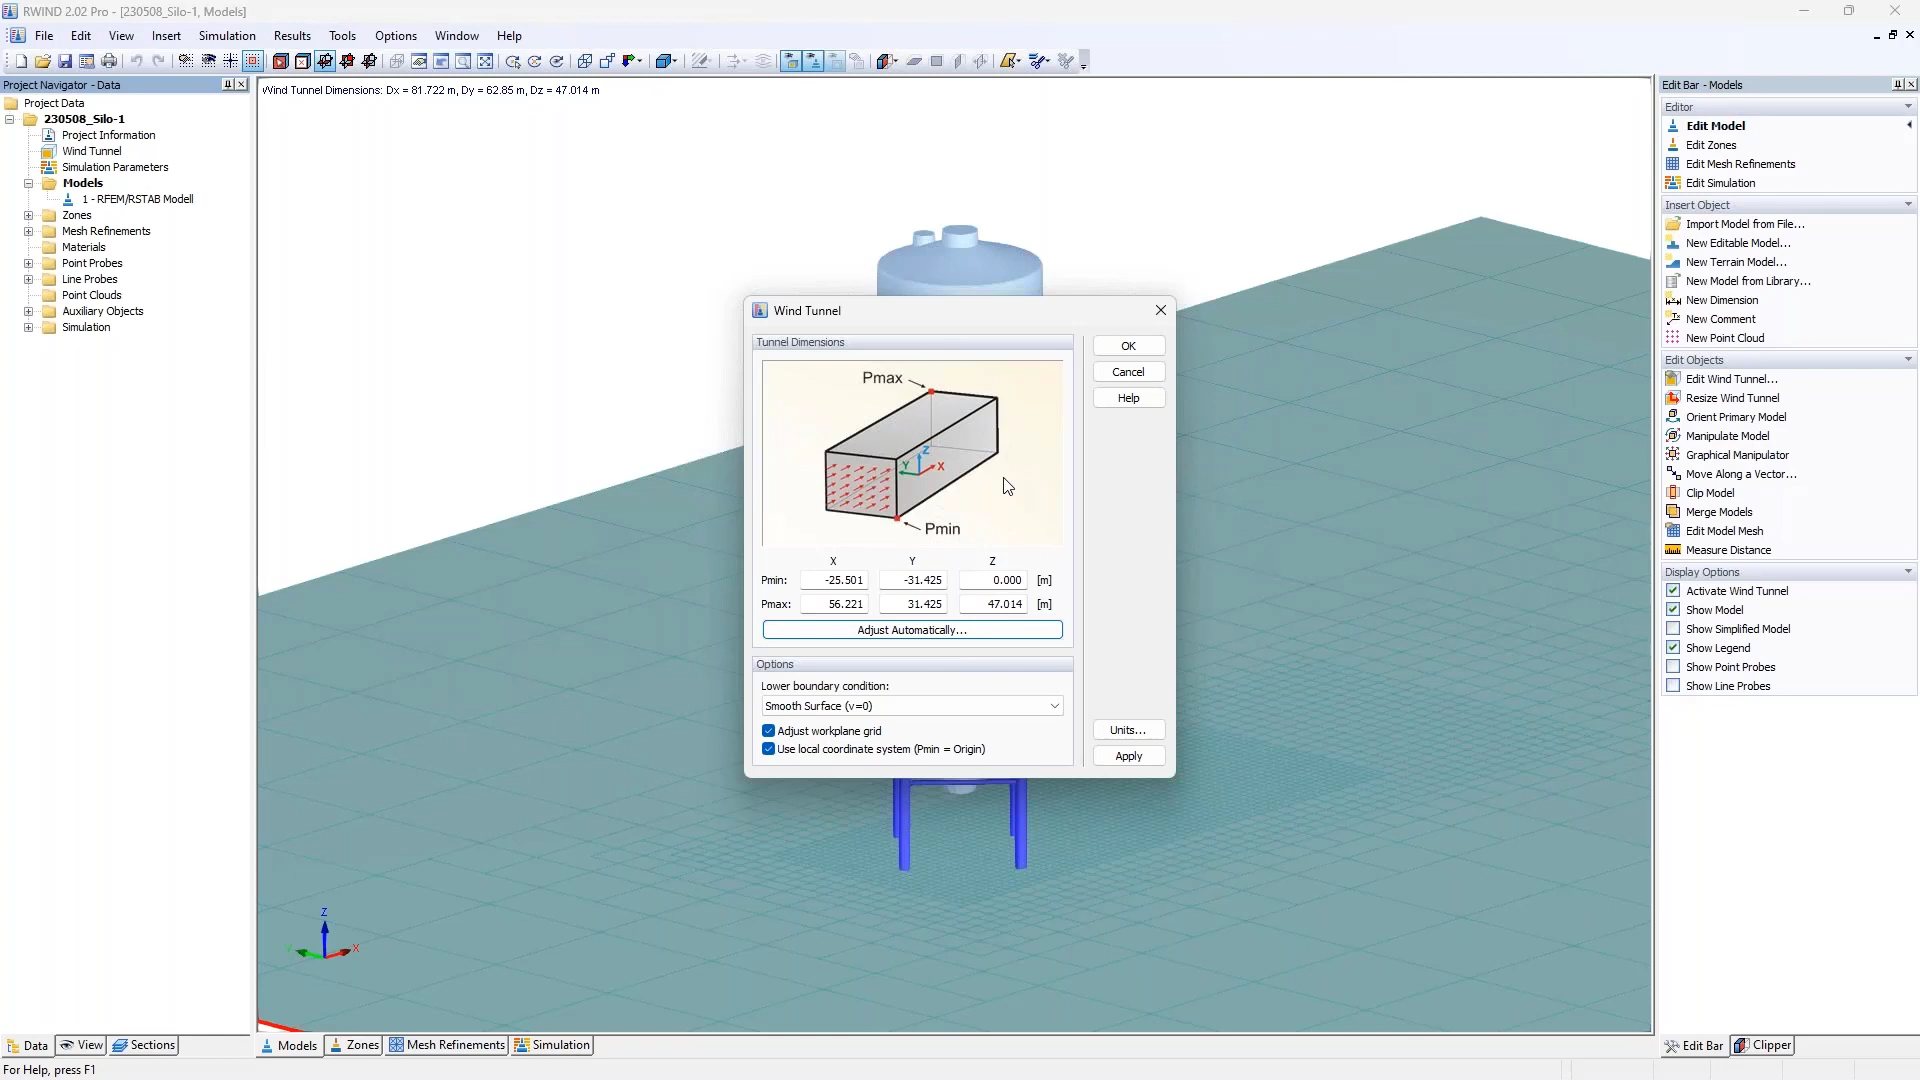 RWIND 2.02 Pro - [230508_Silo-1, Models]
File Edit View Insert Simulation Results Tools Options Window Help
Project Navigator - Data
Project Data
230508_Silo-1
Project Information
Wind Tunnel
Simulation Parameters
Models
1 - RFEM/RSTAB Modell
Zones
Mesh Refinements
Materials
Point Probes
Line Probes
Point Clouds
Auxiliary Objects
Simulation
Wind Tunnel Dimensions: Dx = 81.722 m, Dy = 62.85 m, Dz = 47.014 m
Wind Tunnel
Tunnel Dimensions
Pmax
Z
Y
X
Pmin
X Y Z
Pmin: -25.501 -31.425 0.000 [m]
Pmax: 56.221 31.425 47.014 [m]
Adjust Automatically...
Options
Lower boundary condition:
Smooth Surface (v=0)
Adjust workplane grid
Use local coordinate system (Pmin = Origin)
OK
Cancel
Help
Units...
Apply
Z
Y
X
Edit Bar - Models
Editor
Edit Model
Edit Zones
Edit Mesh Refinements
Edit Simulation
Insert Object
Import Model from File...
New Editable Model...
New Terrain Model...
New Model from Library...
New Dimension
New Comment
New Point Cloud
Edit Objects
Edit Wind Tunnel...
Resize Wind Tunnel
Orient Primary Model
Manipulate Model
Graphical Manipulator
Move Along a Vector...
Clip Model
Merge Models
Edit Model Mesh
Measure Distance
Display Options
Activate Wind Tunnel
Show Model
Show Simplified Model
Show Legend
Show Point Probes
Show Line Probes
Data View Sections
Models Zones Mesh Refinements Simulation
Edit Bar Clipper
For Help, press F1